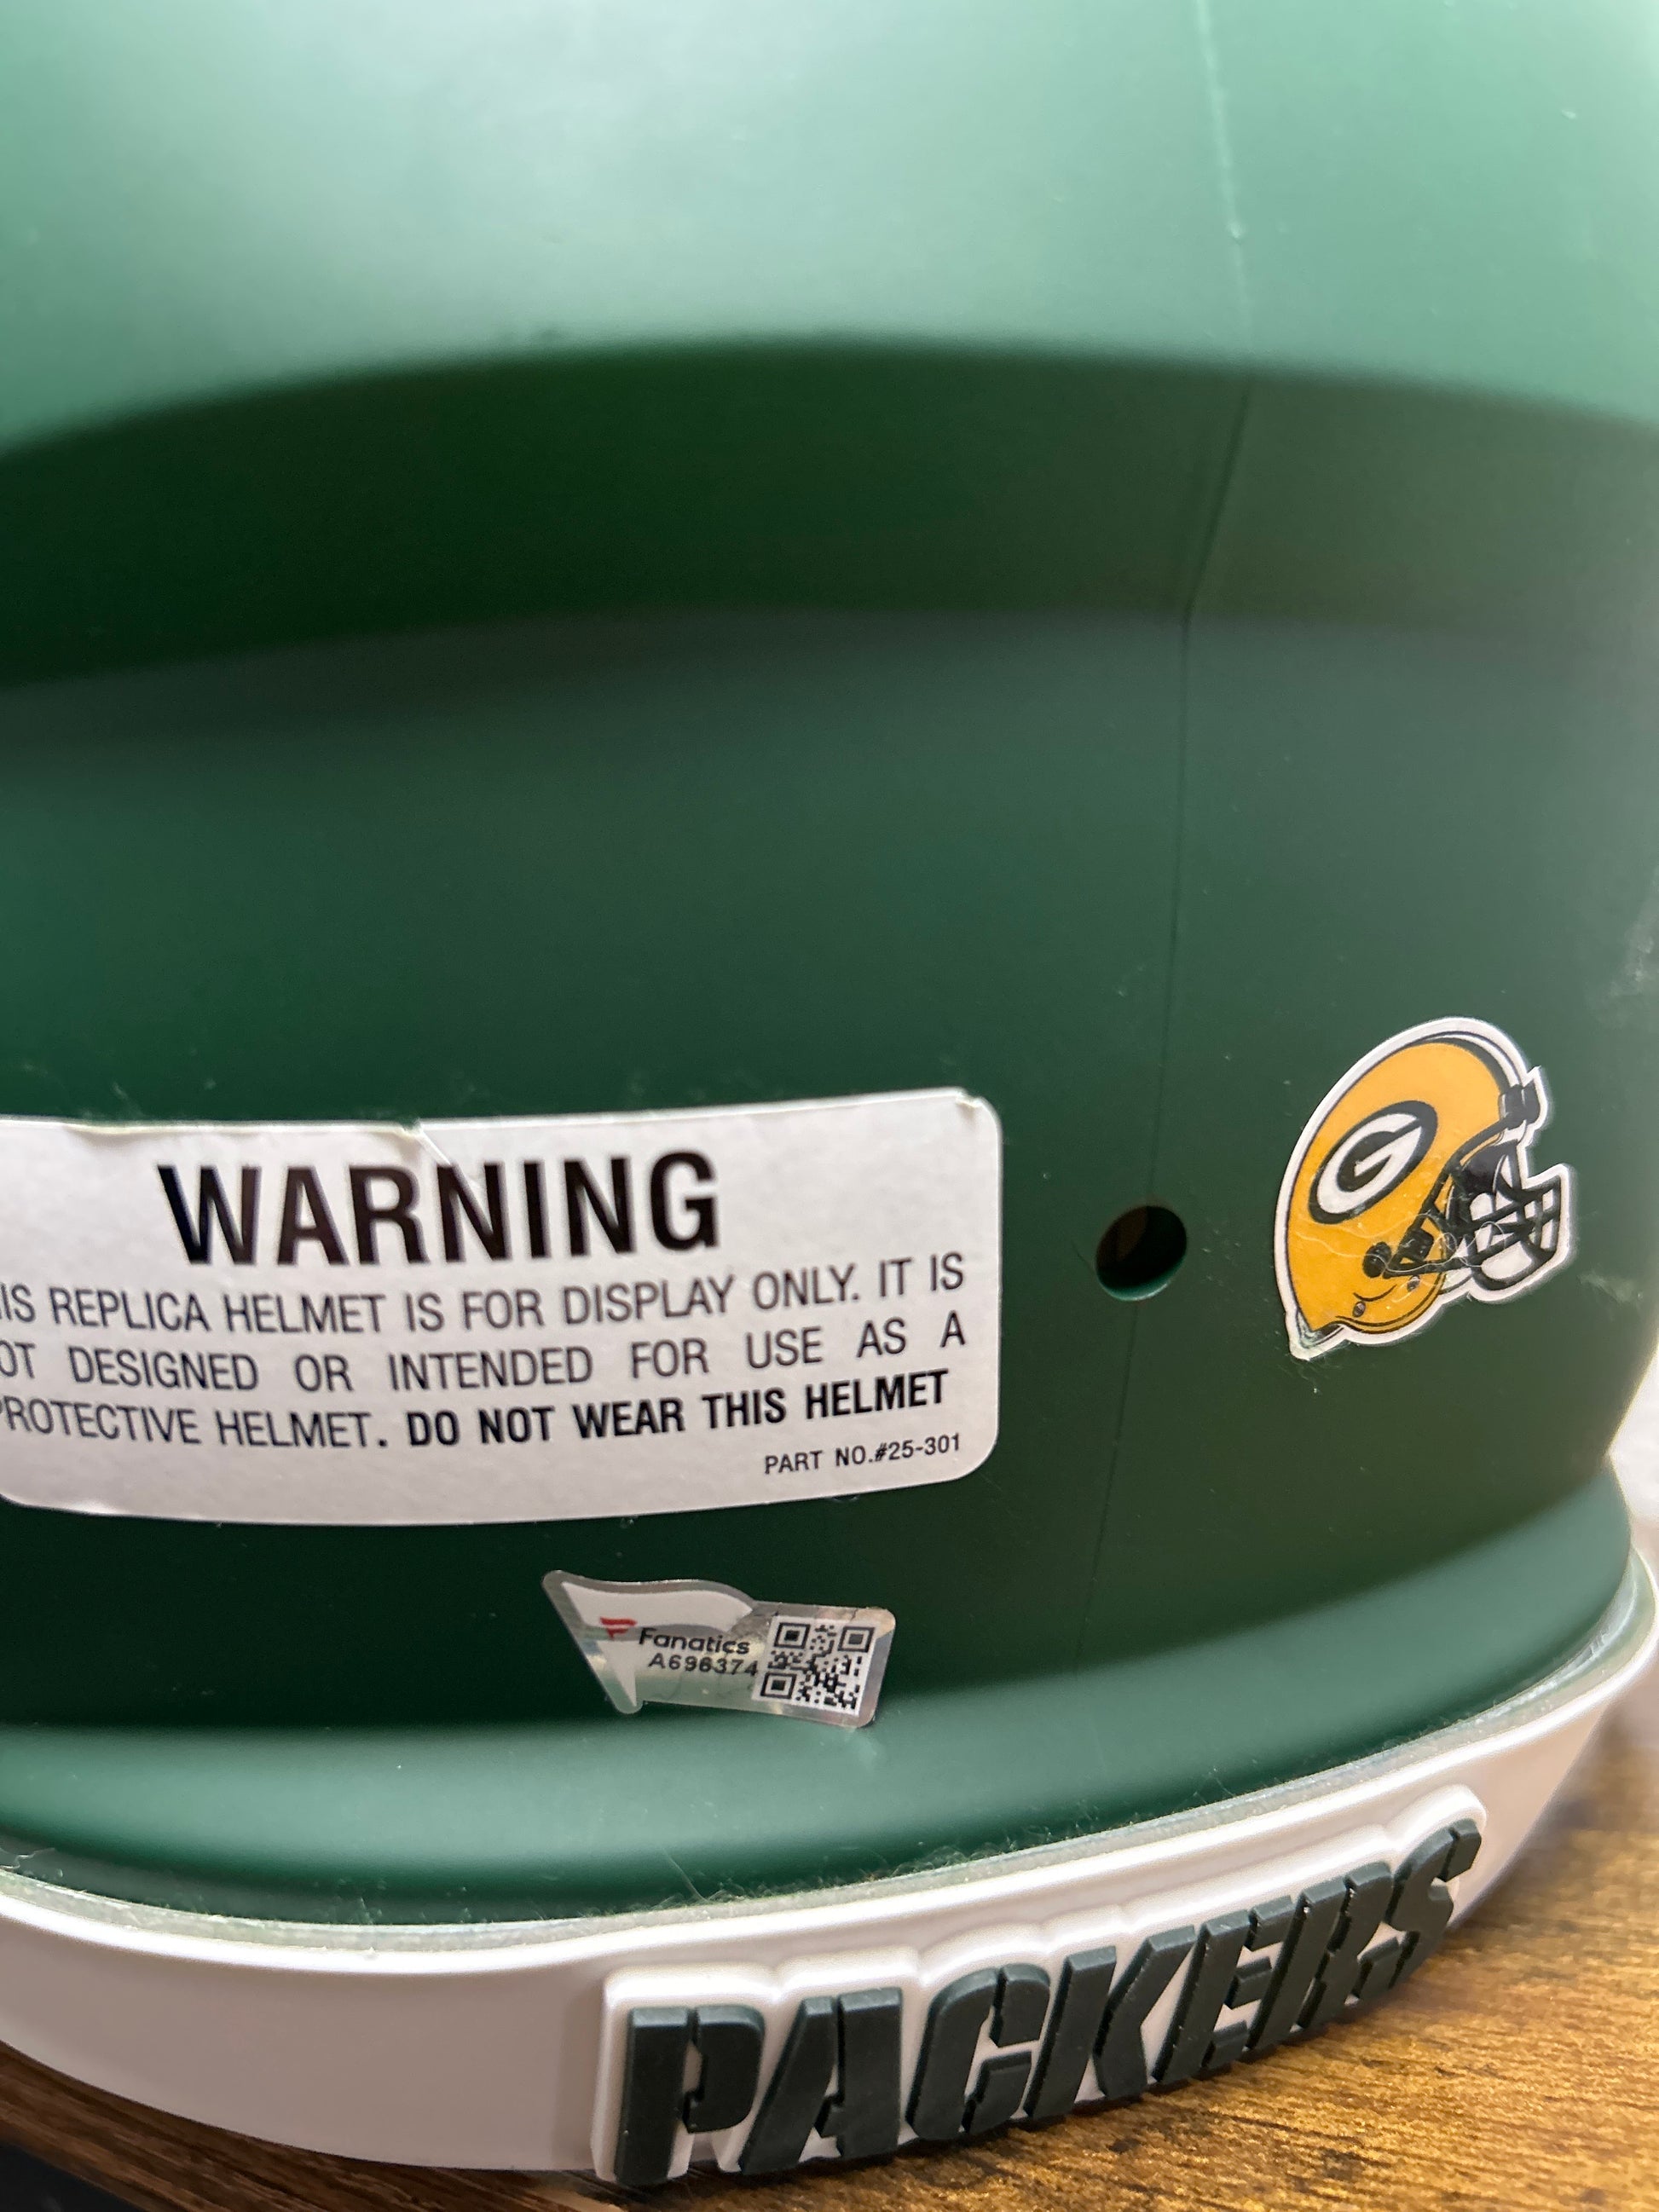 WARNING
IS REPLICA HELMET IS FOR DISPLAY ONLY. IT IS
OT DESIGNED OR INTENDED FOR USE AS A
PROTECTIVE HELMET. DO NOT WEAR THIS HELMET
PART NO.#25-301
G
Fanatics
A696374
PACKERS